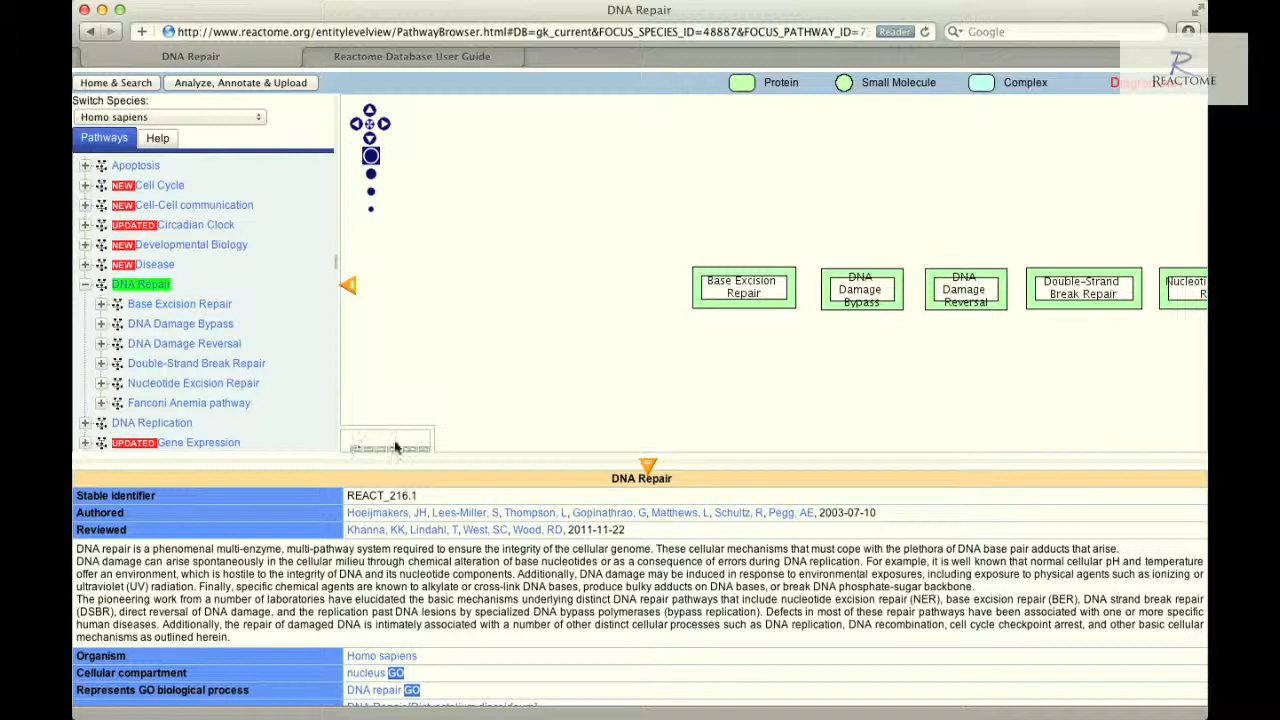 DNA Repair
http://www.reactome.org/entitylevelview/PathwayBrowser.html#DB=gk_current&FOCUS_SPECIES_ID=48887&FOCUS_PATHWAY_ID=7
Reader
Google
DNA Repair
Reactome Database User Guide
REACTOME
Home & Search
Analyze, Annotate & Upload
Protein
Small Molecule
Complex
Switch Species:
Homo sapiens
Pathways
Help
Apoptosis
NEW Cell Cycle
NEW Cell-Cell communication
UPDATED Circadian Clock
NEW Developmental Biology
NEW Disease
DNA Repair
Base Excision Repair
DNA Damage Bypass
DNA Damage Reversal
Double-Strand Break Repair
Nucleotide Excision Repair
Fanconi Anemia pathway
DNA Replication
UPDATED Gene Expression
Base Excision
Repair
DNA
Damage
Bypass
DNA
Damage
Reversal
Double-Strand
Break Repair
Nucleoti
R
DNA Repair
Stable identifier
REACT_216.1
Authored
Hoeijmakers, JH, Lees-Miller, S, Thompson, L, Gopinathrao, G, Matthews, L, Schultz, R, Pegg, AE, 2003-07-10
Reviewed
Khanna, KK, Lindahl, T, West, SC, Wood, RD, 2011-11-22
DNA repair is a phenomenal multi-enzyme, multi-pathway system required to ensure the integrity of the cellular genome. These cellular mechanisms that must cope with the plethora of DNA base pair adducts that arise.
DNA damage can arise spontaneously in the cellular milieu through chemical alteration of base nucleotides or as a consequence of errors during DNA replication. For example, it is well known that normal cellular pH and temperature
offer an environment, which is hostile to the integrity of DNA and its nucleotide components. Additionally, DNA damage may be induced in response to environmental exposures, including exposure to physical agents such as ionizing or
ultraviolet (UV) radiation. Finally, specific chemical agents are known to alkylate or cross-link DNA bases, produce bulky adducts on DNA bases, or break DNA phosphate-sugar backbone.
The pioneering work from a number of laboratories have elucidated the basic mechanisms underlying distinct DNA repair pathways that include nucleotide excision repair (NER), base excision repair (BER), DNA strand break repair
(DSBR), direct reversal of DNA damage, and the replication past DNA lesions by specialized DNA bypass polymerases (bypass replication). Defects in most of these repair pathways have been associated with one or more specific
human diseases. Additionally, the repair of damaged DNA is intimately associated with a number of other distinct cellular processes such as DNA replication, DNA recombination, cell cycle checkpoint arrest, and other basic cellular
mechanisms as outlined herein.
Organism
Homo sapiens
Cellular compartment
nucleus GO
Represents GO biological process
DNA repair GO